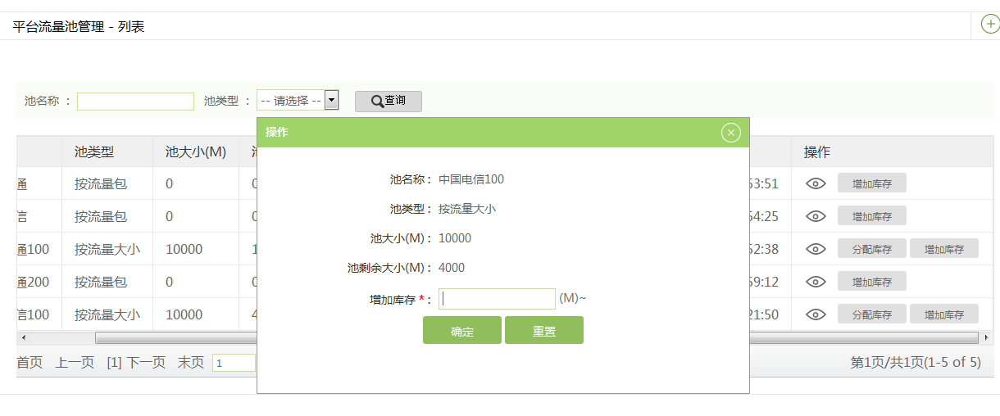 平台流量池管理 - 列表
池名称 : 池类型 : -- 请选择 -- 查询
池类型 池大小(M) 操作
通 按流量包 0 53:51 增加库存
信 按流量包 0 54:25 增加库存
通100 按流量大小 10000 1 52:38 分配库存 增加库存
通200 按流量包 0 59:12 增加库存
信100 按流量大小 10000 4 21:50 分配库存 增加库存
首页 上一页 [1] 下一页 末页 1 第1页/共1页(1-5 of 5)
操作
池名称 : 中国电信100
池类型 : 按流量大小
池大小(M) : 10000
池剩余大小(M) : 4000
增加库存 * : (M)~
确定 重置